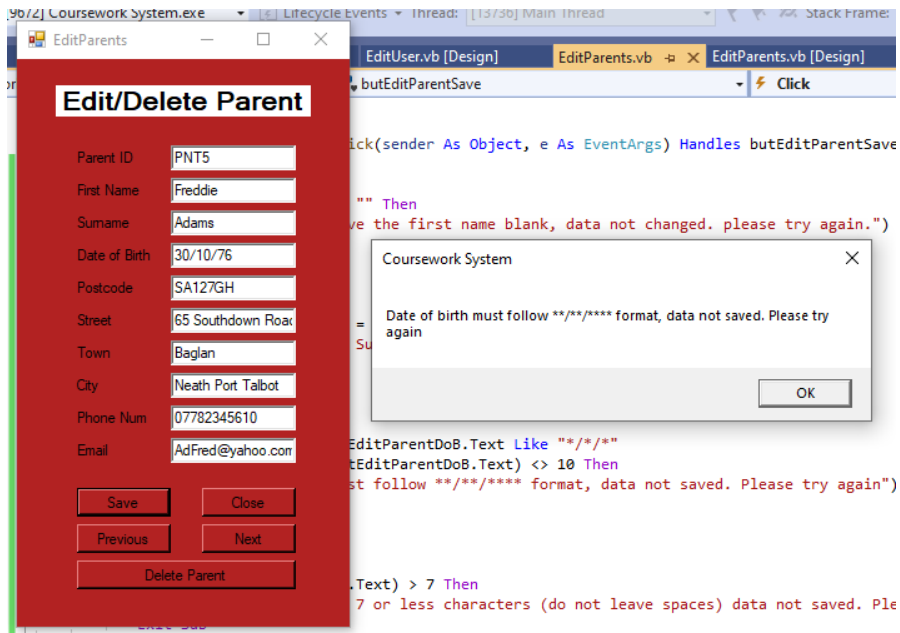 [9672] Coursework System.exe Lifecycle Events Thread: [13736] Main Thread Stack Frame:
EditParents
EditUser.vb [Design] EditParents.vb EditParents.vb [Design]
butEditParentSave Click
Edit/Delete Parent
ick(sender As Object, e As EventArgs) Handles butEditParentSave
Parent ID PNT5
First Name Freddie
"" Then
Surname Adams
ve the first name blank, data not changed. please try again.")
Date of Birth 30/10/76
Coursework System
Postcode SA127GH
Date of birth must follow **/**/**** format, data not saved. Please try
again
Street 65 Southdown Road
=
Su
Town Baglan
City Neath Port Talbot
OK
Phone Num 07782345610
Email AdFred@yahoo.com
EditParentDoB.Text Like "*/*/*"
tEditParentDoB.Text) <> 10 Then
st follow **/**/**** format, data not saved. Please try again")
Save Close
Previous Next
Delete Parent
.Text) > 7 Then
7 or less characters (do not leave spaces) data not saved. Ple
Exit Sub